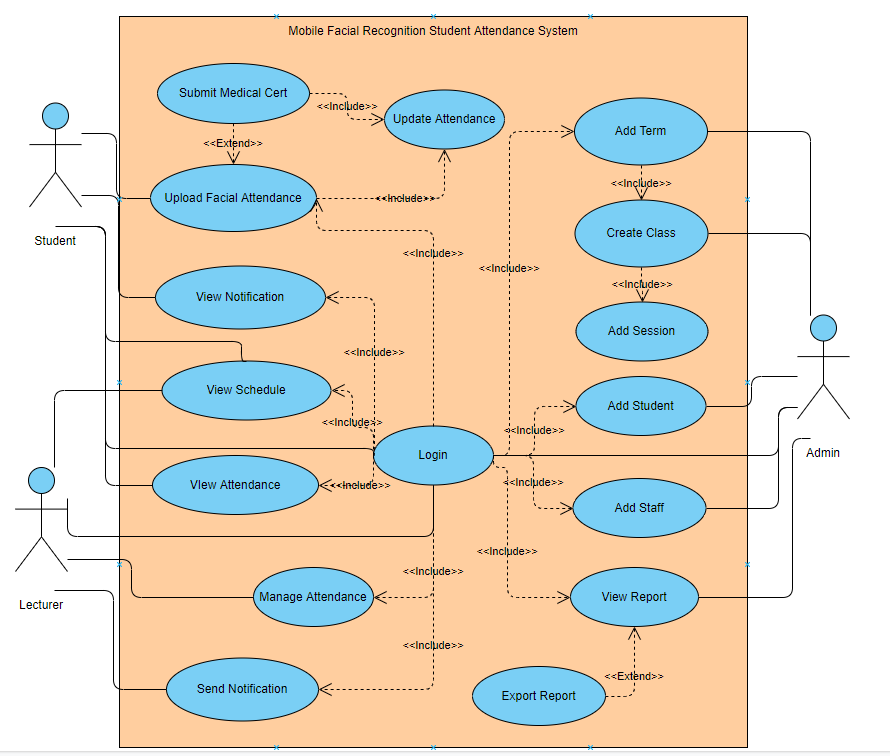 Mobile Facial Recognition Student Attendance System
Submit Medical Cert
<<Include>>
Update Attendance
Add Term
<<Extend>>
<<Include>>
Upload Facial Attendance
<<Include>>
Student
Create Class
<<Include>>
<<Include>>
<<Include>>
View Notification
Add Session
<<Include>>
View Schedule
Add Student
<<Include>>
<<Include>>
Login
Admin
VIew Attendance
<<Include>>
<<Include>>
Add Staff
<<Include>>
<<Include>>
Manage Attendance
View Report
Lecturer
<<Include>>
<<Extend>>
Send Notification
Export Report